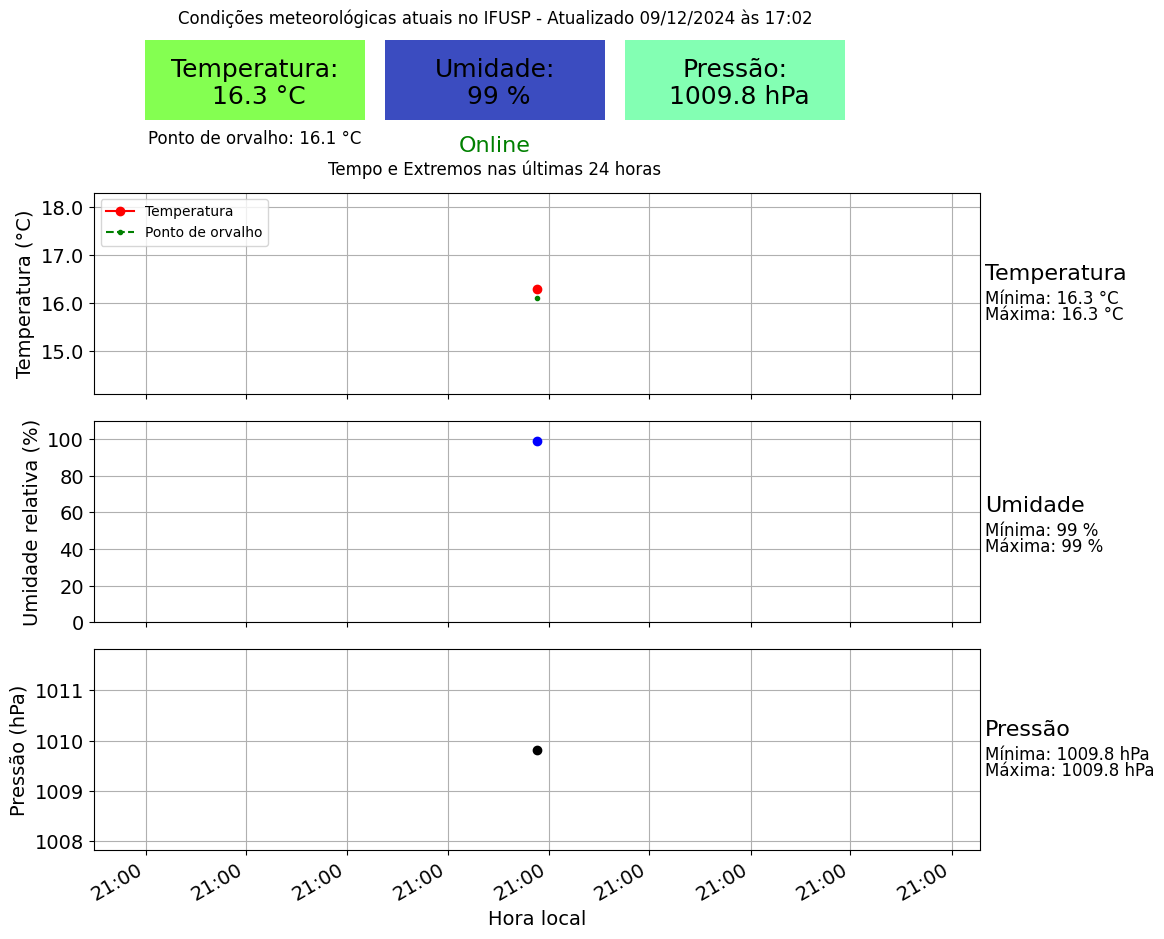 Condições meteorológicas atuais no IFUSP - Atualizado 09/12/2024 às 17:02
Temperatura:
16.3 °C
Umidade:
99 %
Pressão:
1009.8 hPa
Ponto de orvalho: 16.1 °C
Online
Tempo e Extremos nas últimas 24 horas
Temperatura (°C)
18.0
17.0
16.0
15.0
Temperatura
Ponto de orvalho
Temperatura
Mínima: 16.3 °C
Máxima: 16.3 °C
Umidade relativa (%)
100
80
60
40
20
0
Umidade
Mínima: 99 %
Máxima: 99 %
Pressão (hPa)
1011
1010
1009
1008
Pressão
Mínima: 1009.8 hPa
Máxima: 1009.8 hPa
21:00 21:00 21:00 21:00 21:00 21:00 21:00 21:00 21:00
Hora local